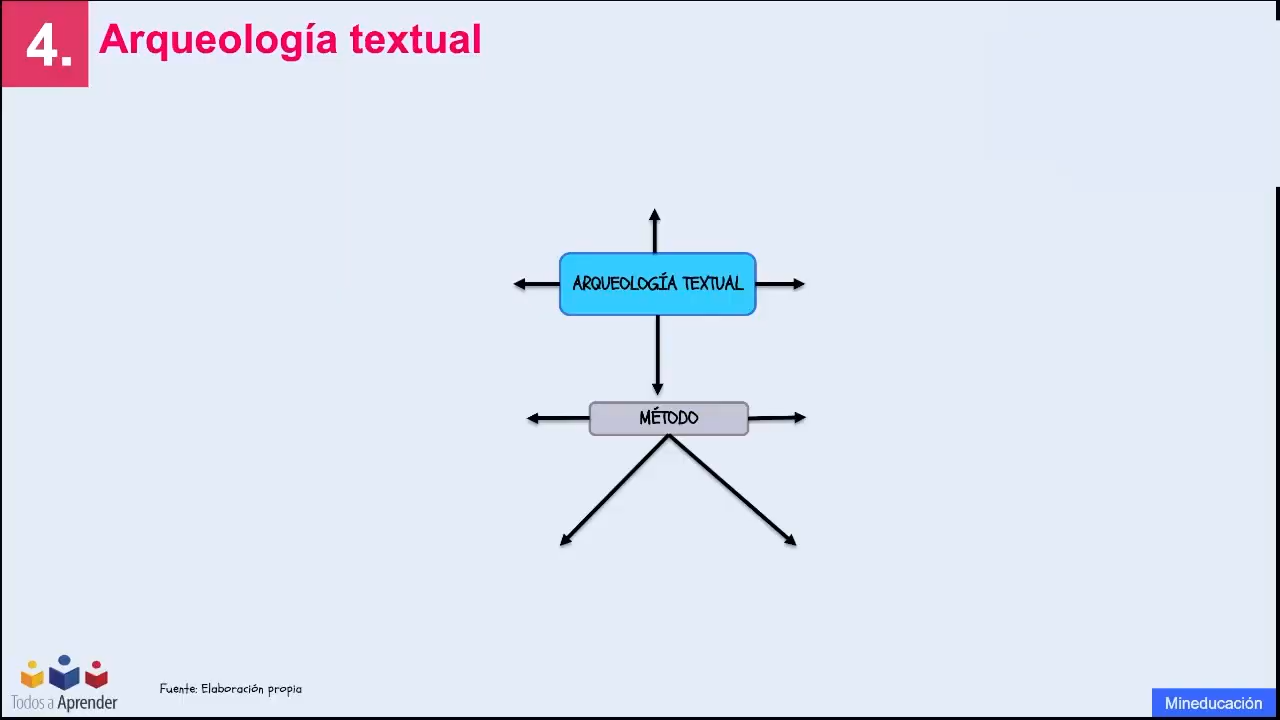 4.
Arqueología textual
ARQUEOLOGÍA TEXTUAL
MÉTODO
Todos a Aprender
Fuente: Elaboración propia
Mineducación